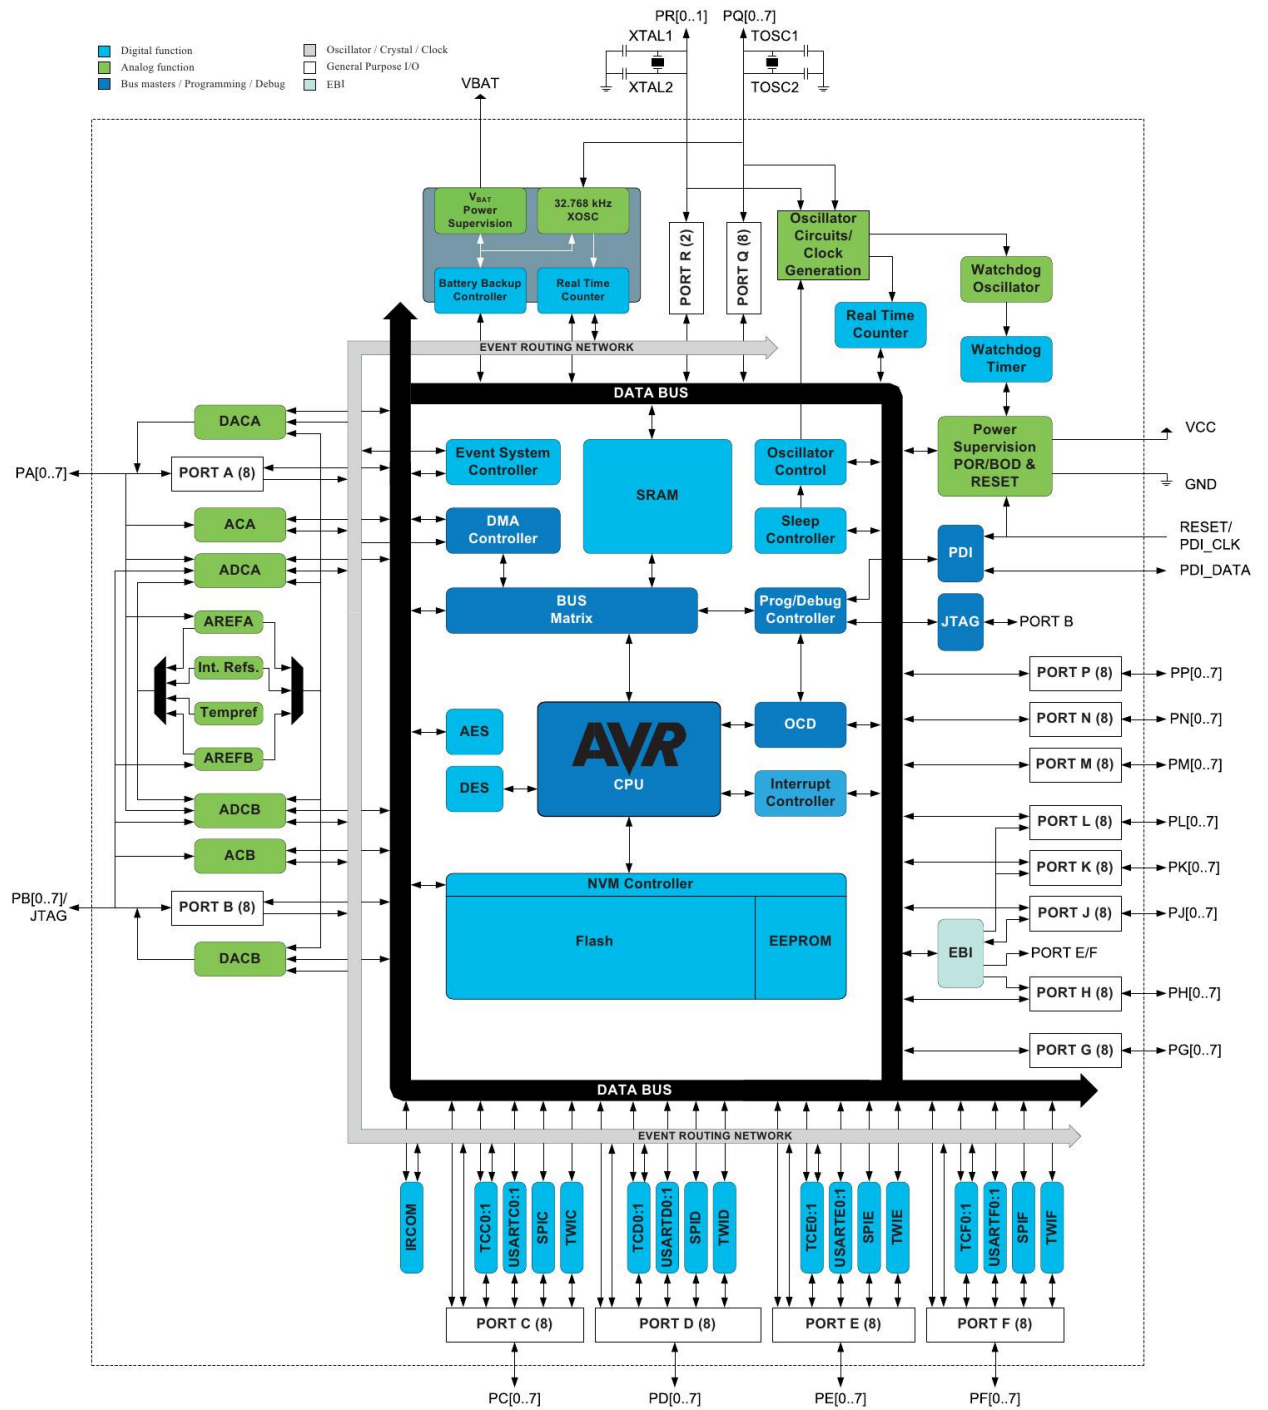 PR[0..1]
PQ[0..7]
XTAL1
TOSC1
XTAL2
TOSC2
Digital function
Analog function
Bus masters / Programming / Debug
Oscillator / Crystal / Clock
General Purpose I/O
EBI
VBAT
VBAT
Power
Supervision
32.768 kHz
XOSC
Battery Backup
Controller
Real Time
Counter
PORT R (2)
PORT Q (8)
Oscillator
Circuits/
Clock
Generation
Watchdog
Oscillator
Real Time
Counter
Watchdog
Timer
EVENT ROUTING NETWORK
DATA BUS
DACA
PA[0..7]
PORT A (8)
ACA
ADCA
AREFA
Int. Refs.
Tempref
AREFB
ADCB
ACB
PB[0..7]/
JTAG
PORT B (8)
DACB
Event System
Controller
SRAM
Oscillator
Control
DMA
Controller
Sleep
Controller
BUS
Matrix
Prog/Debug
Controller
AES
AVR
CPU
OCD
DES
Interrupt
Controller
NVM Controller
Flash
EEPROM
Power
Supervision
POR/BOD &
RESET
VCC
GND
RESET/
PDI_CLK
PDI
PDI_DATA
JTAG
PORT B
PORT P (8)
PP[0..7]
PORT N (8)
PN[0..7]
PORT M (8)
PM[0..7]
PORT L (8)
PL[0..7]
PORT K (8)
PK[0..7]
PORT J (8)
PJ[0..7]
EBI
PORT E/F
PORT H (8)
PH[0..7]
PORT G (8)
PG[0..7]
DATA BUS
EVENT ROUTING NETWORK
IRCOM
TCC0:1
USARTC0:1
SPIC
TWIC
TCD0:1
USARTD0:1
SPID
TWID
TCE0:1
USARTE0:1
SPIE
TWIE
TCF0:1
USARTF0:1
SPIF
TWIF
PORT C (8)
PORT D (8)
PORT E (8)
PORT F (8)
PC[0..7]
PD[0..7]
PE[0..7]
PF[0..7]